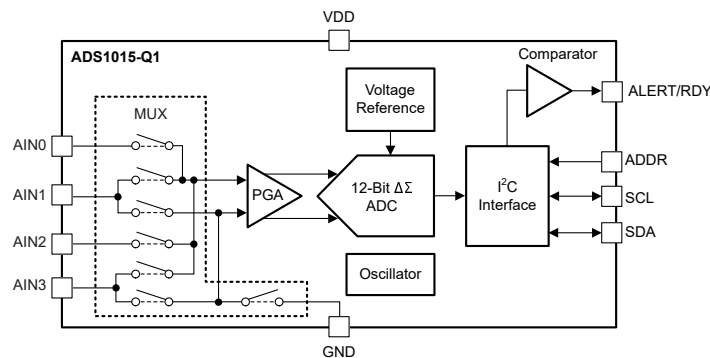 VDD
ADS1015-Q1
Comparator
Voltage
Reference
MUX
ALERT/RDY
AIN0
ADDR
AIN1
PGA
12-Bit ΔΣ
ADC
I²C
Interface
SCL
AIN2
SDA
Oscillator
AIN3
GND